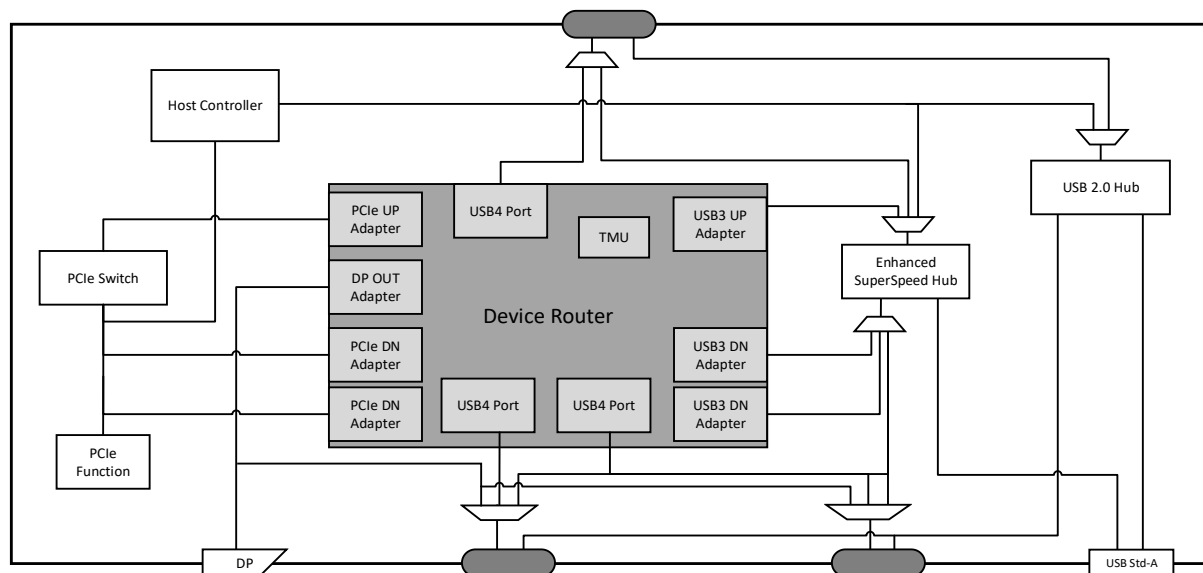 Host Controller
USB 2.0 Hub
PCIe UP
Adapter
USB4 Port
TMU
USB3 UP
Adapter
PCIe Switch
DP OUT
Adapter
Enhanced
SuperSpeed Hub
Device Router
PCIe DN
Adapter
USB3 DN
Adapter
PCIe DN
Adapter
USB4 Port
USB4 Port
USB3 DN
Adapter
PCIe
Function
DP
USB Std-A